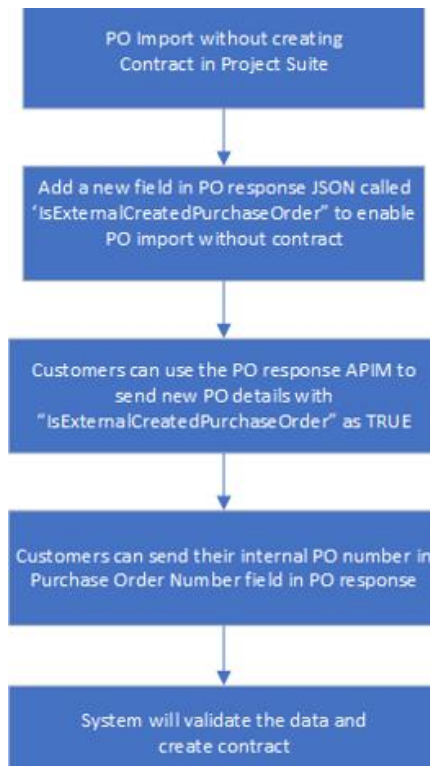 PO Import without creating
Contract in Project Suite
Add a new field in PO response JSON called
‘IsExternalCreatedPurchaseOrder” to enable
PO import without contract
Customers can use the PO response APIM to
send new PO details with
“IsExternalCreatedPurchaseOrder” as TRUE
Customers can send their internal PO number in
Purchase Order Number field in PO response
System will validate the data and
create contract